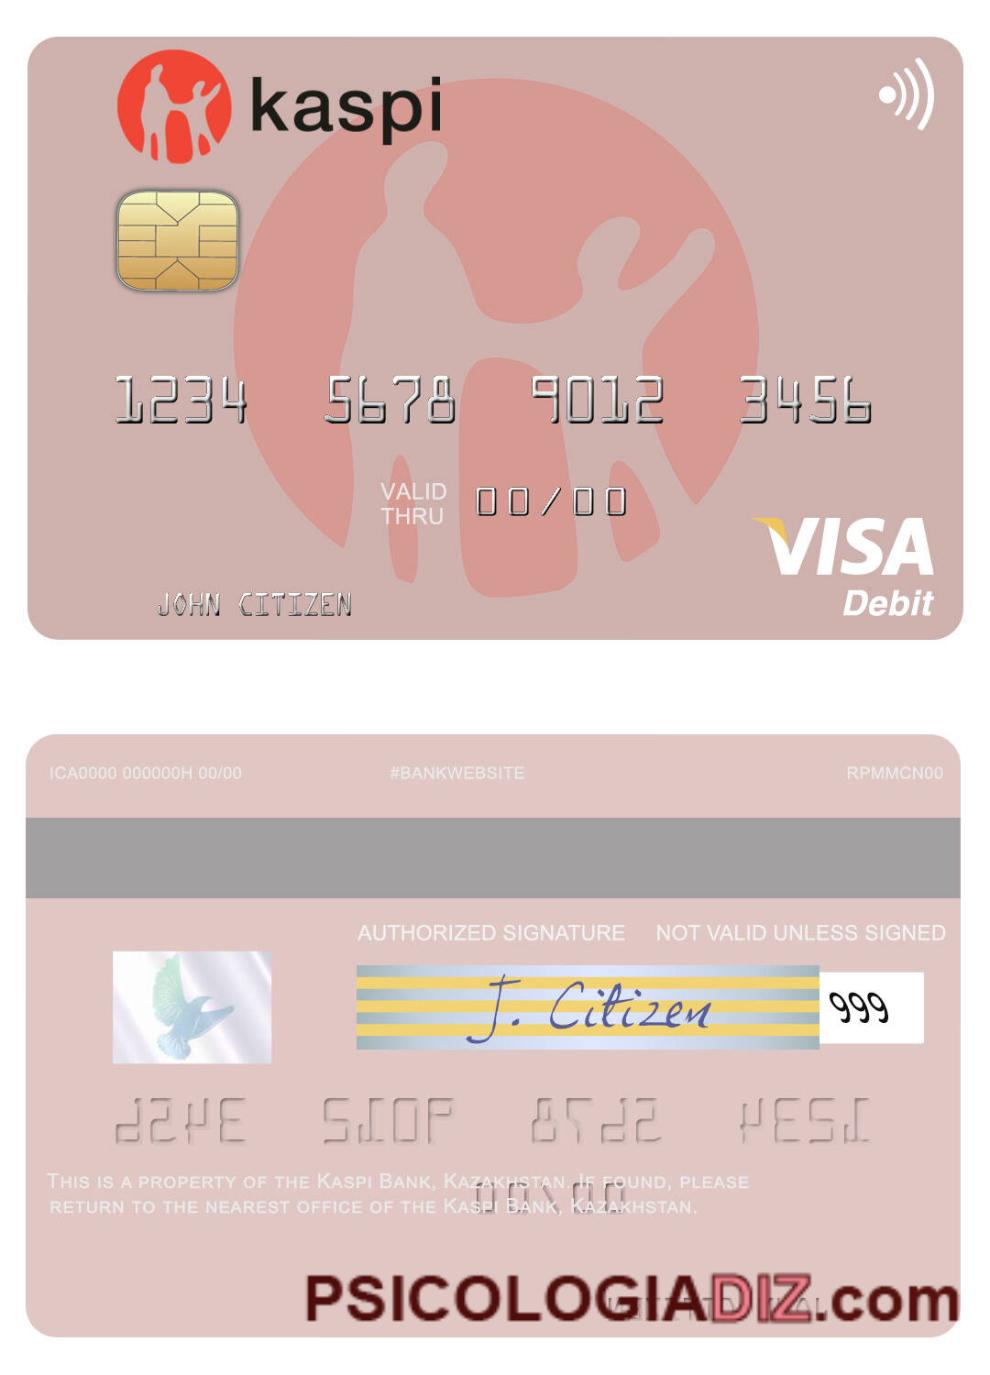 kaspi
1234 5678 9012 3456
VALID THRU 00/00
VISA
Debit
JOHN CITIZEN
ICA0000 000000H 00/00 #BANKWEBSITE RPMMCN00
AUTHORIZED SIGNATURE NOT VALID UNLESS SIGNED
J. Citizen 999
THIS IS A PROPERTY OF THE KASPI BANK, KAZAKHSTAN. IF FOUND, PLEASE
RETURN TO THE NEAREST OFFICE OF THE KASPI BANK, KAZAKHSTAN.
PSICOLOGIADIZ.com